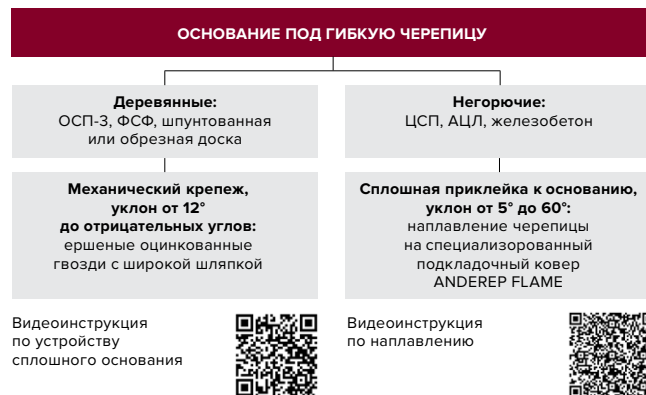 ОСНОВАНИЕ ПОД ГИБКУЮ ЧЕРЕПИЦУ
Деревянные:
ОСП-3, ФСФ, шпунтованная
или обрезная доска
Негорючие:
ЦСП, АЦЛ, железобетон
Механический крепеж,
уклон от 12°
до отрицательных углов:
ершеные оцинкованные
гвозди с широкой шляпкой
Сплошная приклейка к основанию,
уклон от 5° до 60°:
наплавление черепицы
на специализорованный
подкладочный ковер
ANDEREP FLAME
Видеоинструкция
по устройству
сплошного основания
Видеоинструкция
по наплавлению